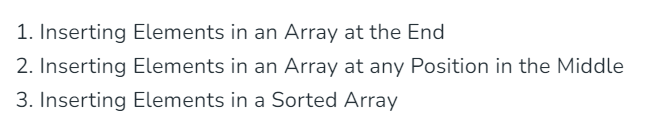 1. Inserting Elements in an Array at the End
2. Inserting Elements in an Array at any Position in the Middle
3. Inserting Elements in a Sorted Array